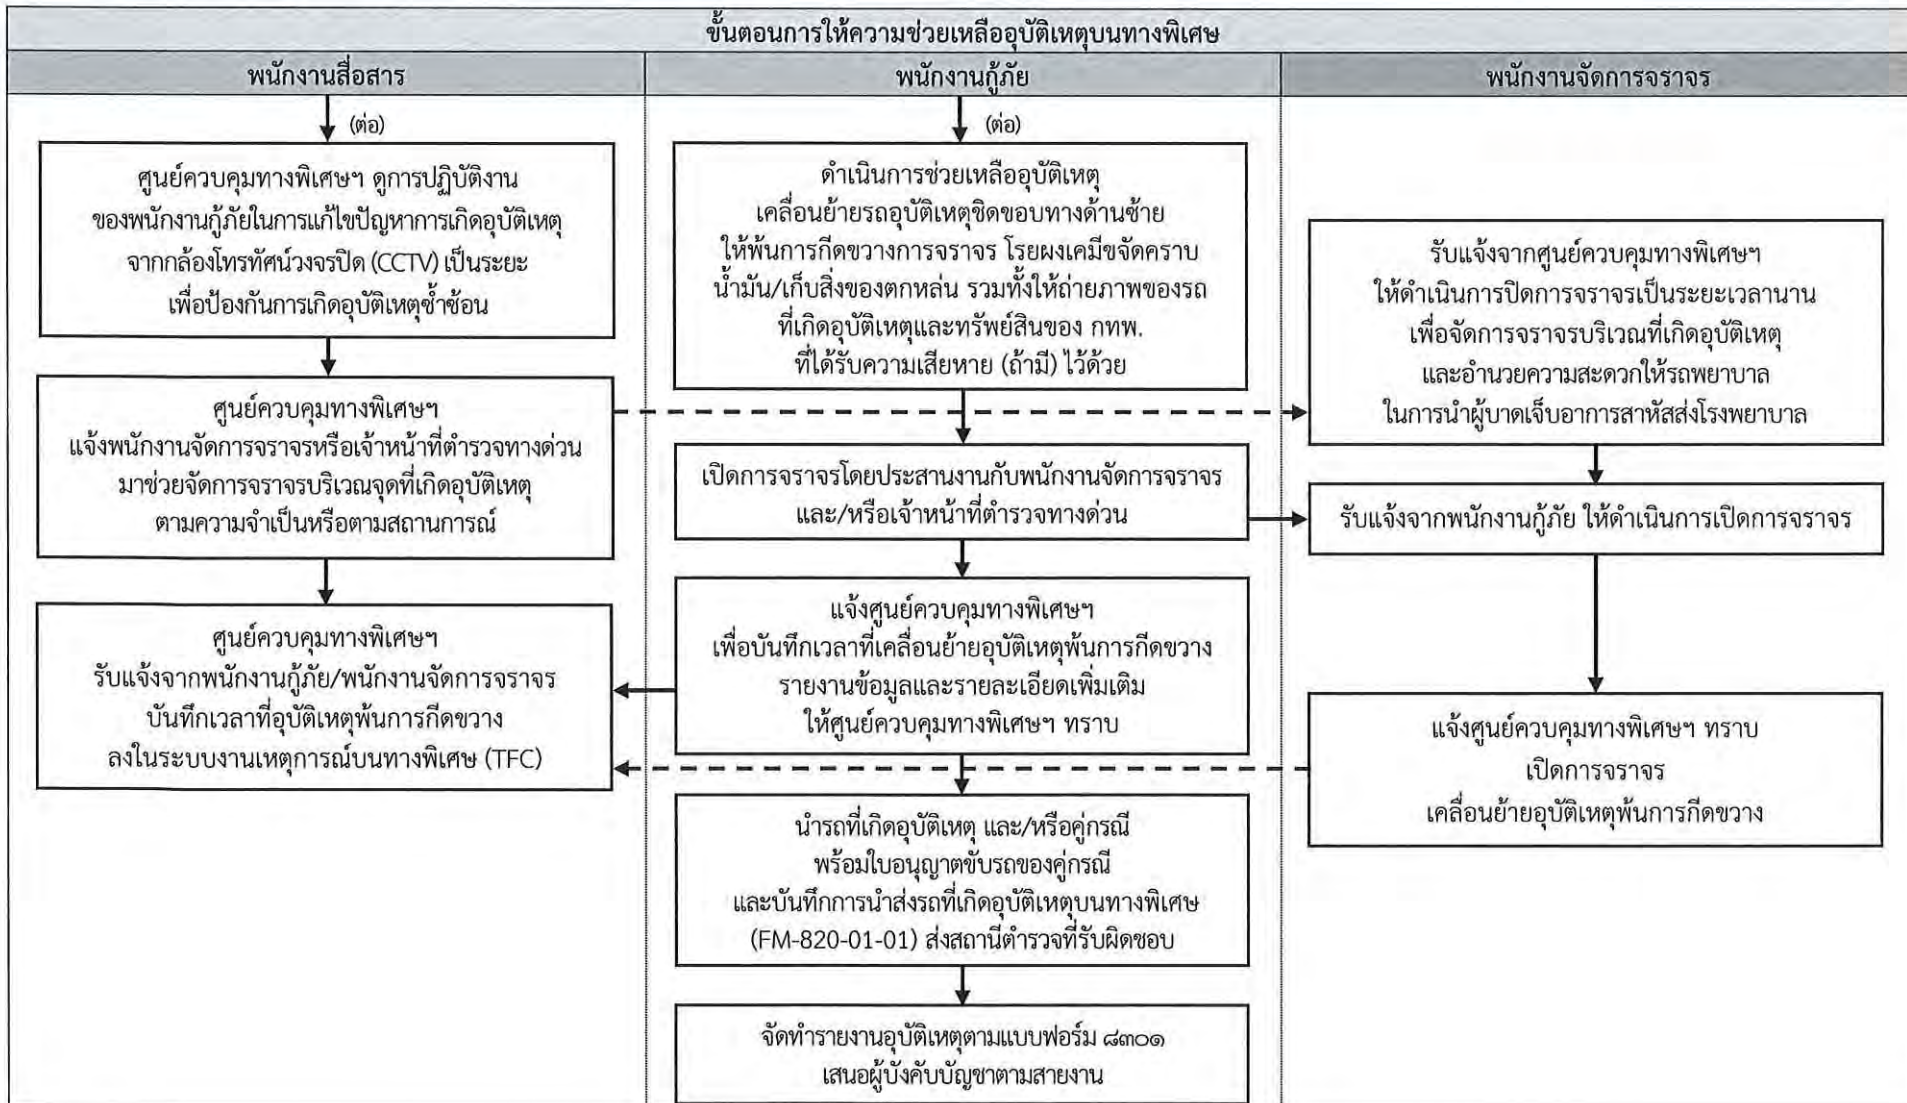 ขั้นตอนการให้ความช่วยเหลืออุบัติเหตุบนทางพิเศษ
พนักงานสื่อสาร
พนักงานกู้ภัย
พนักงานจัดการจราจร
(ต่อ)
ศูนย์ควบคุมทางพิเศษฯ ดูการปฏิบัติงาน
ของพนักงานกู้ภัยในการแก้ไขปัญหาการเกิดอุบัติเหตุ
จากกล้องโทรทัศน์วงจรปิด (CCTV) เป็นระยะ
เพื่อป้องกันการเกิดอุบัติเหตุซ้ำซ้อน
ศูนย์ควบคุมทางพิเศษฯ
แจ้งพนักงานจัดการจราจรหรือเจ้าหน้าที่ตำรวจทางด่วน
มาช่วยจัดการจราจรบริเวณจุดที่เกิดอุบัติเหตุ
ตามความจำเป็นหรือตามสถานการณ์
ศูนย์ควบคุมทางพิเศษฯ
รับแจ้งจากพนักงานกู้ภัย/พนักงานจัดการจราจร
บันทึกเวลาที่อุบัติเหตุพ้นการกีดขวาง
ลงในระบบงานเหตุการณ์บนทางพิเศษ (TFC)
(ต่อ)
ดำเนินการช่วยเหลืออุบัติเหตุ
เคลื่อนย้ายรถอุบัติเหตุชิดขอบทางด้านซ้าย
ให้พ้นการกีดขวางการจราจร โรยผงเคมีขจัดคราบ
น้ำมัน/เก็บสิ่งของตกหล่น รวมทั้งให้ถ่ายภาพของรถ
ที่เกิดอุบัติเหตุและทรัพย์สินของ กทพ.
ที่ได้รับความเสียหาย (ถ้ามี) ไว้ด้วย
เปิดการจราจรโดยประสานงานกับพนักงานจัดการจราจร
และ/หรือเจ้าหน้าที่ตำรวจทางด่วน
แจ้งศูนย์ควบคุมทางพิเศษฯ
เพื่อบันทึกเวลาที่เคลื่อนย้ายอุบัติเหตุพ้นการกีดขวาง
รายงานข้อมูลและรายละเอียดเพิ่มเติม
ให้ศูนย์ควบคุมทางพิเศษฯ ทราบ
นำรถที่เกิดอุบัติเหตุ และ/หรือคู่กรณี
พร้อมใบอนุญาตขับรถของคู่กรณี
และบันทึกการนำส่งรถที่เกิดอุบัติเหตุบนทางพิเศษ
(FM-820-01-01) ส่งสถานีตำรวจที่รับผิดชอบ
จัดทำรายงานอุบัติเหตุตามแบบฟอร์ม ๘๓๐๑
เสนอผู้บังคับบัญชาตามสายงาน
รับแจ้งจากศูนย์ควบคุมทางพิเศษฯ
ให้ดำเนินการปิดการจราจรเป็นระยะเวลานาน
เพื่อจัดการจราจรบริเวณที่เกิดอุบัติเหตุ
และอำนวยความสะดวกให้รถพยาบาล
ในการนำผู้บาดเจ็บอาการสาหัสส่งโรงพยาบาล
รับแจ้งจากพนักงานกู้ภัย ให้ดำเนินการเปิดการจราจร
แจ้งศูนย์ควบคุมทางพิเศษฯ ทราบ
เปิดการจราจร
เคลื่อนย้ายอุบัติเหตุพ้นการกีดขวาง